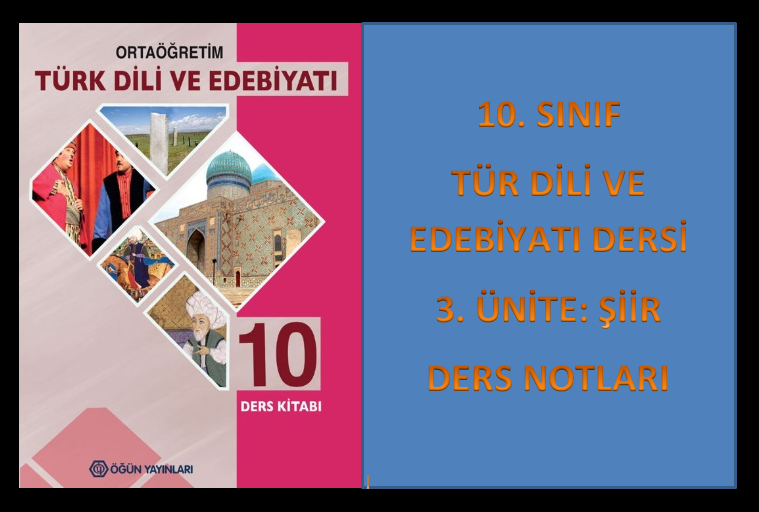 ORTAÖĞRETİM
TÜRK DİLİ VE EDEBİYATI
10
DERS KİTABI
ÖĞÜN YAYINLARI
10. SINIF
TÜR DİLİ VE
EDEBİYATI DERSİ
3. ÜNİTE: ŞİİR
DERS NOTLARI